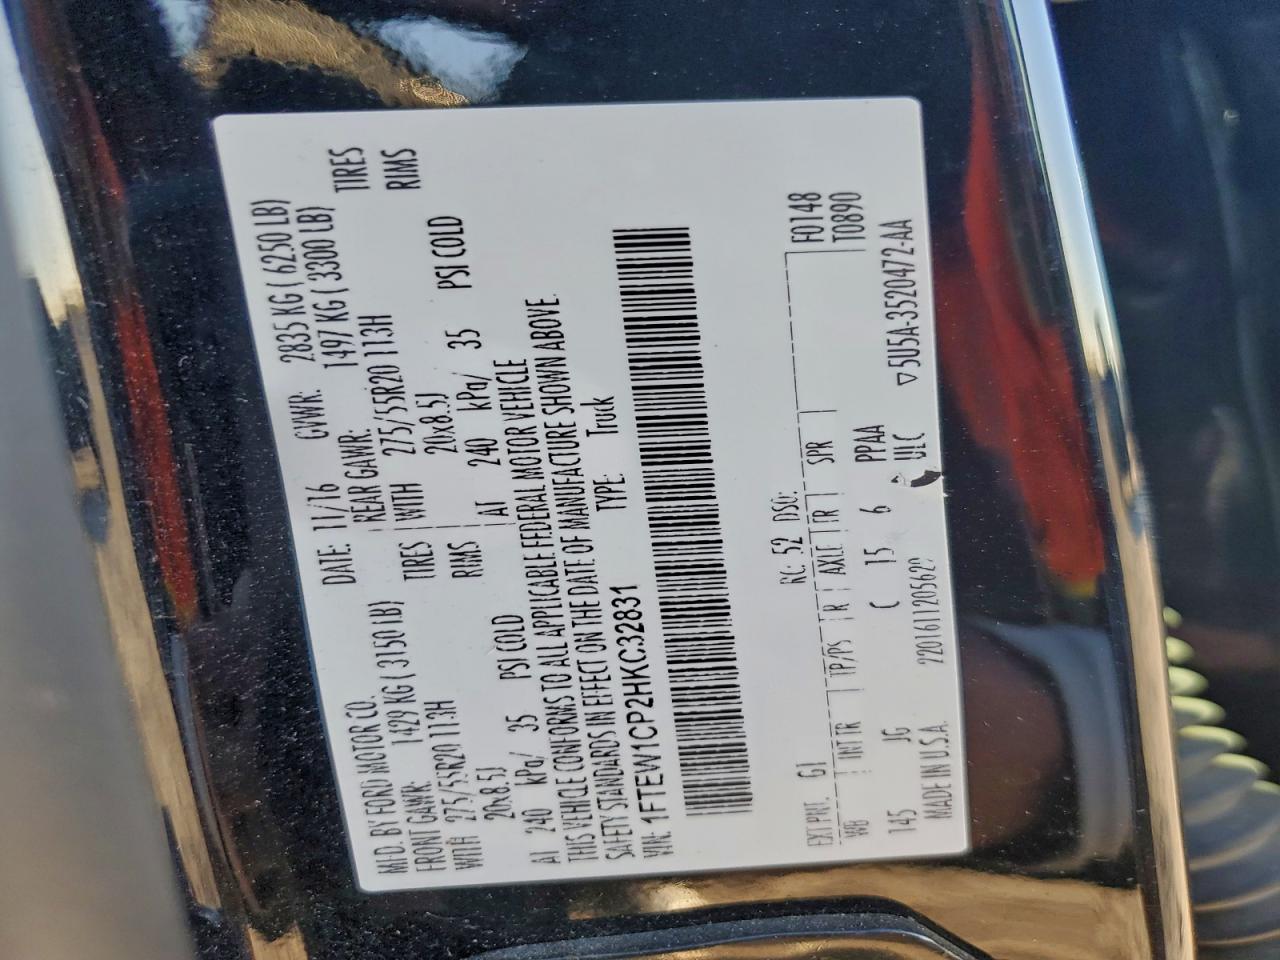 MFD. BY FORD MOTOR CO.
DATE: 11/16 GVWR: 2835 KG ( 6250 LB)
FRONT GAWR: 1429 KG ( 3150 LB)
REAR GAWR: 1497 KG ( 3300 LB)
WITH 275/55R20 113H TIRES
WITH 275/55R20 113H TIRES
20x8.5J RIMS
20x8.5J RIMS
AT 240 kPa/ 35 PSI COLD
AT 240 kPa/ 35 PSI COLD
THIS VEHICLE CONFORMS TO ALL APPLICABLE FEDERAL MOTOR VEHICLE
SAFETY STANDARDS IN EFFECT ON THE DATE OF MANUFACTURE SHOWN ABOVE.
VIN: 1FTEW1CP2HKC32831 TYPE: Truck
F0148
T0890
EXT PNT: G1 RC: 52 DSO:
WB INT TR TP/PS R AXLE TR SPR
145 JG C 15 6 PPAA
ULC
MADE IN U.S.A. ▽5U5A-3520472-AA